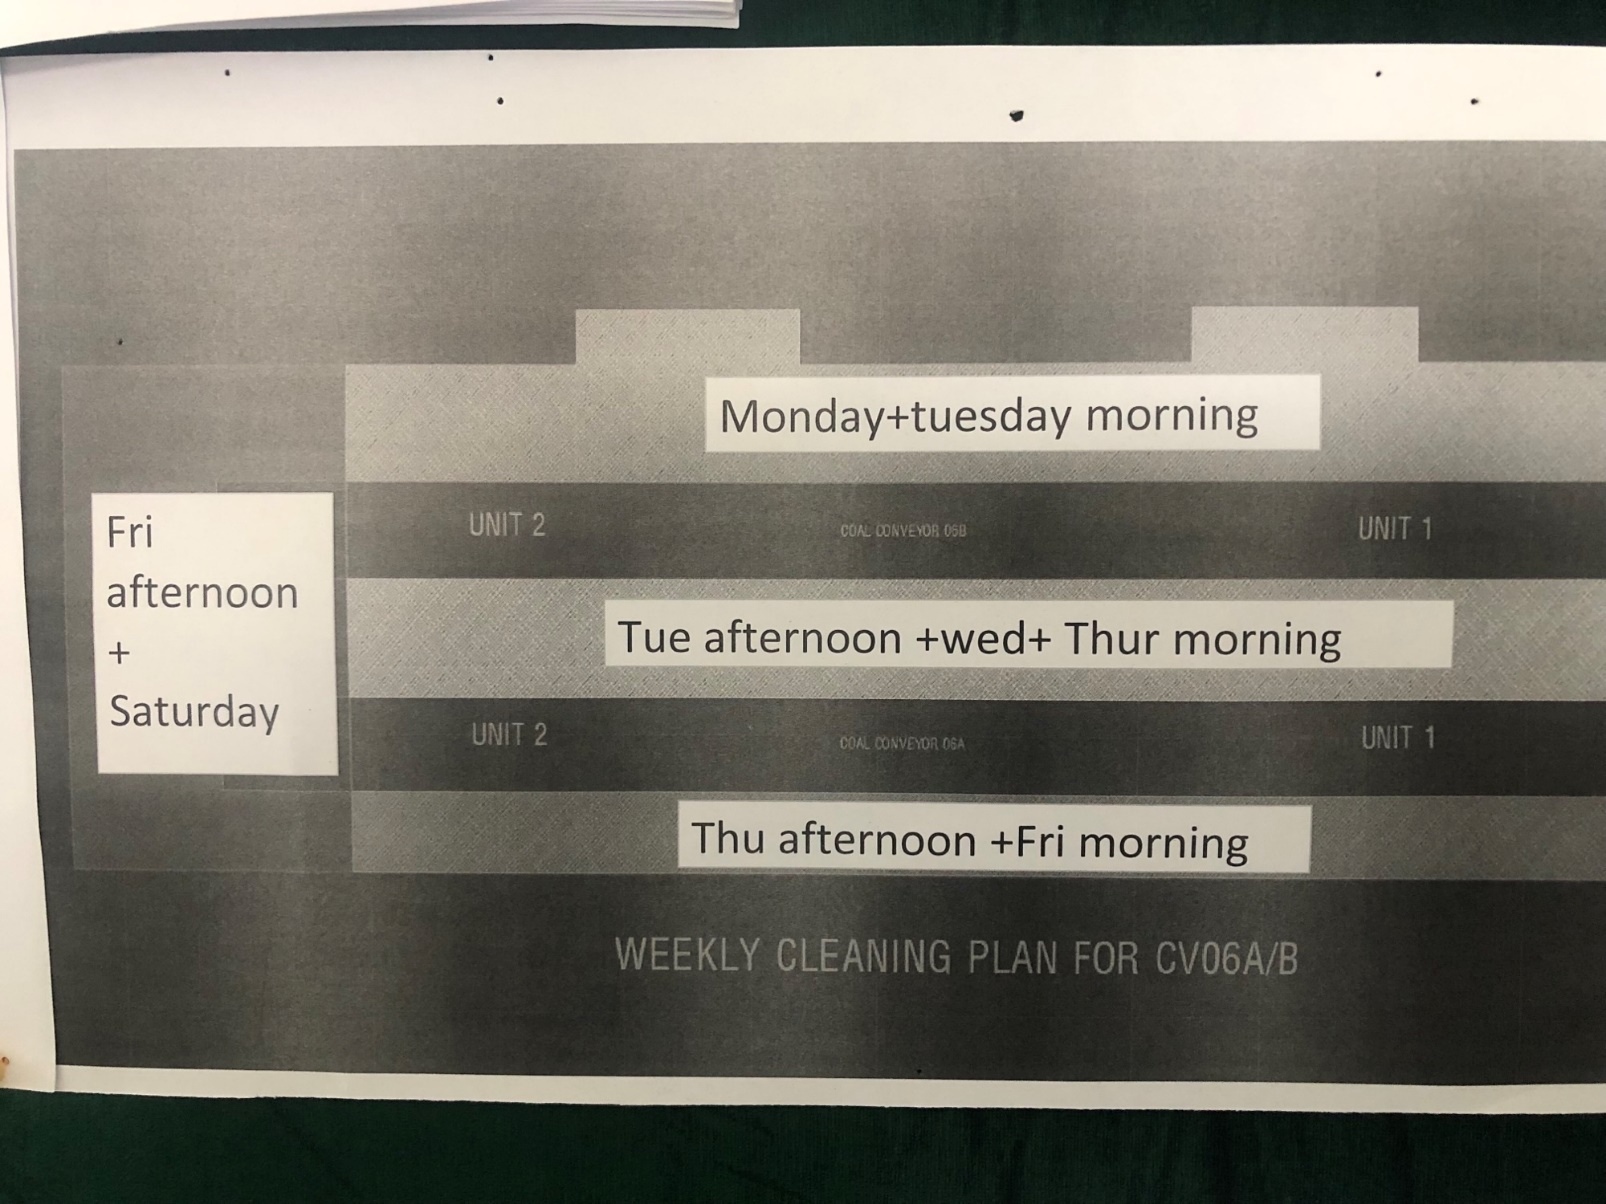 Monday+tuesday morning
UNIT 2
COAL CONVEYOR 06B
UNIT 1
Fri
afternoon
+
Saturday
Tue afternoon +wed+ Thur morning
UNIT 2
COAL CONVEYOR 06A
UNIT 1
Thu afternoon +Fri morning
WEEKLY CLEANING PLAN FOR CV06A/B